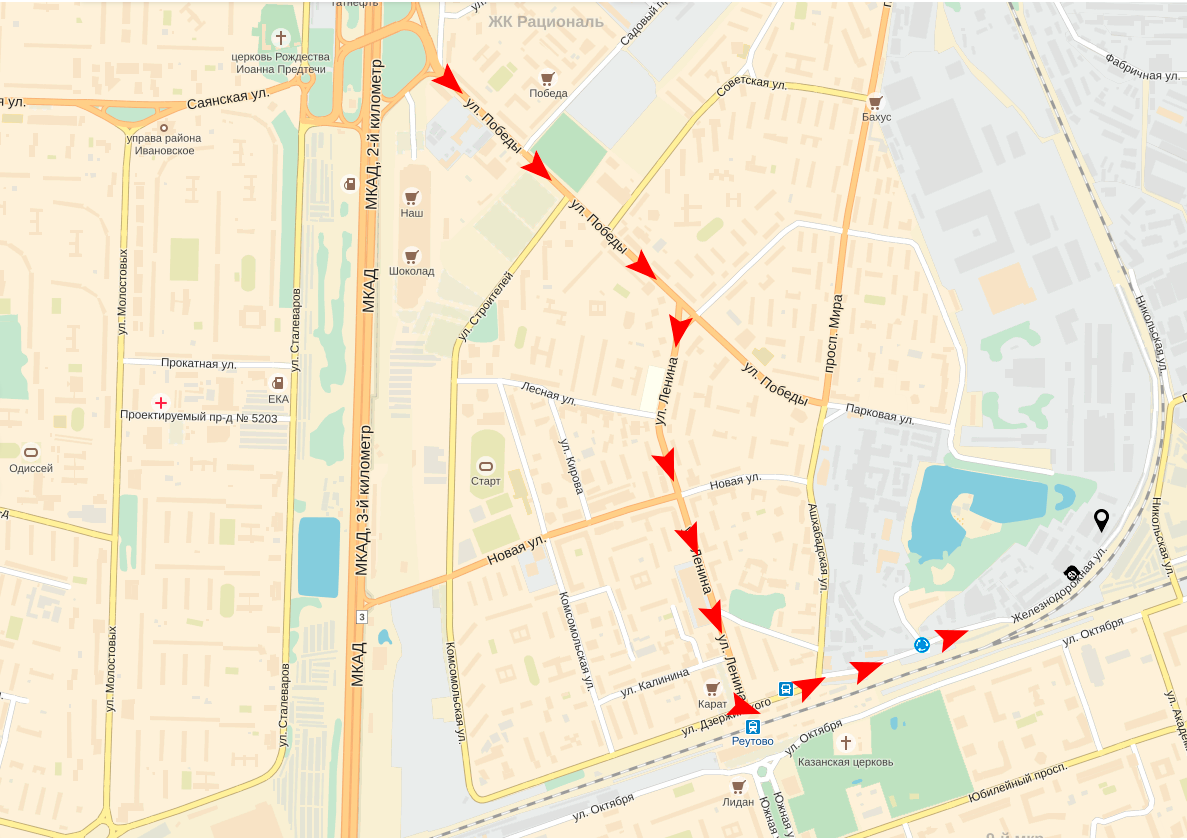 татнефть
ЖК Рациональ
Садовый пр
ул.
церковь Рождества
Иоанна Предтечи
Победа
Советская ул.
Фабричная ул.
я ул.
Саянская ул.
МКАД, 2-й километр
ул. Победы
Бахус
управа района
Ивановское
Наш
ул. Победы
Шоколад
МКАД
ул. Молостовых
ул. Сталеваров
ул. Строителей
просп. Мира
Никольская ул.
Прокатная ул.
ЕКА
Проектируемый пр-д № 5203
Лесная ул.
ул. Ленина
ул. Победы
Парковая ул.
Одиссей
Старт
ул. Кирова
Новая ул.
МКАД, 3-й километр
Ашхабадская ул.
Никольская ул.
Новая ул.
Ленина
3
Железнодорожная ул.
Комсомольская ул.
ул. Октября
МКАД
ул. Молостовых
ул. Сталеваров
Комсомольская ул.
ул. Ленина
ул. Калинина
Карат
ул. Дзержинского
Реутово
ул. Октября
Казанская церковь
ул. Академ
Юбилейный просп.
Лидан
ул. Октября
Южная
Южная у
9-й мкр